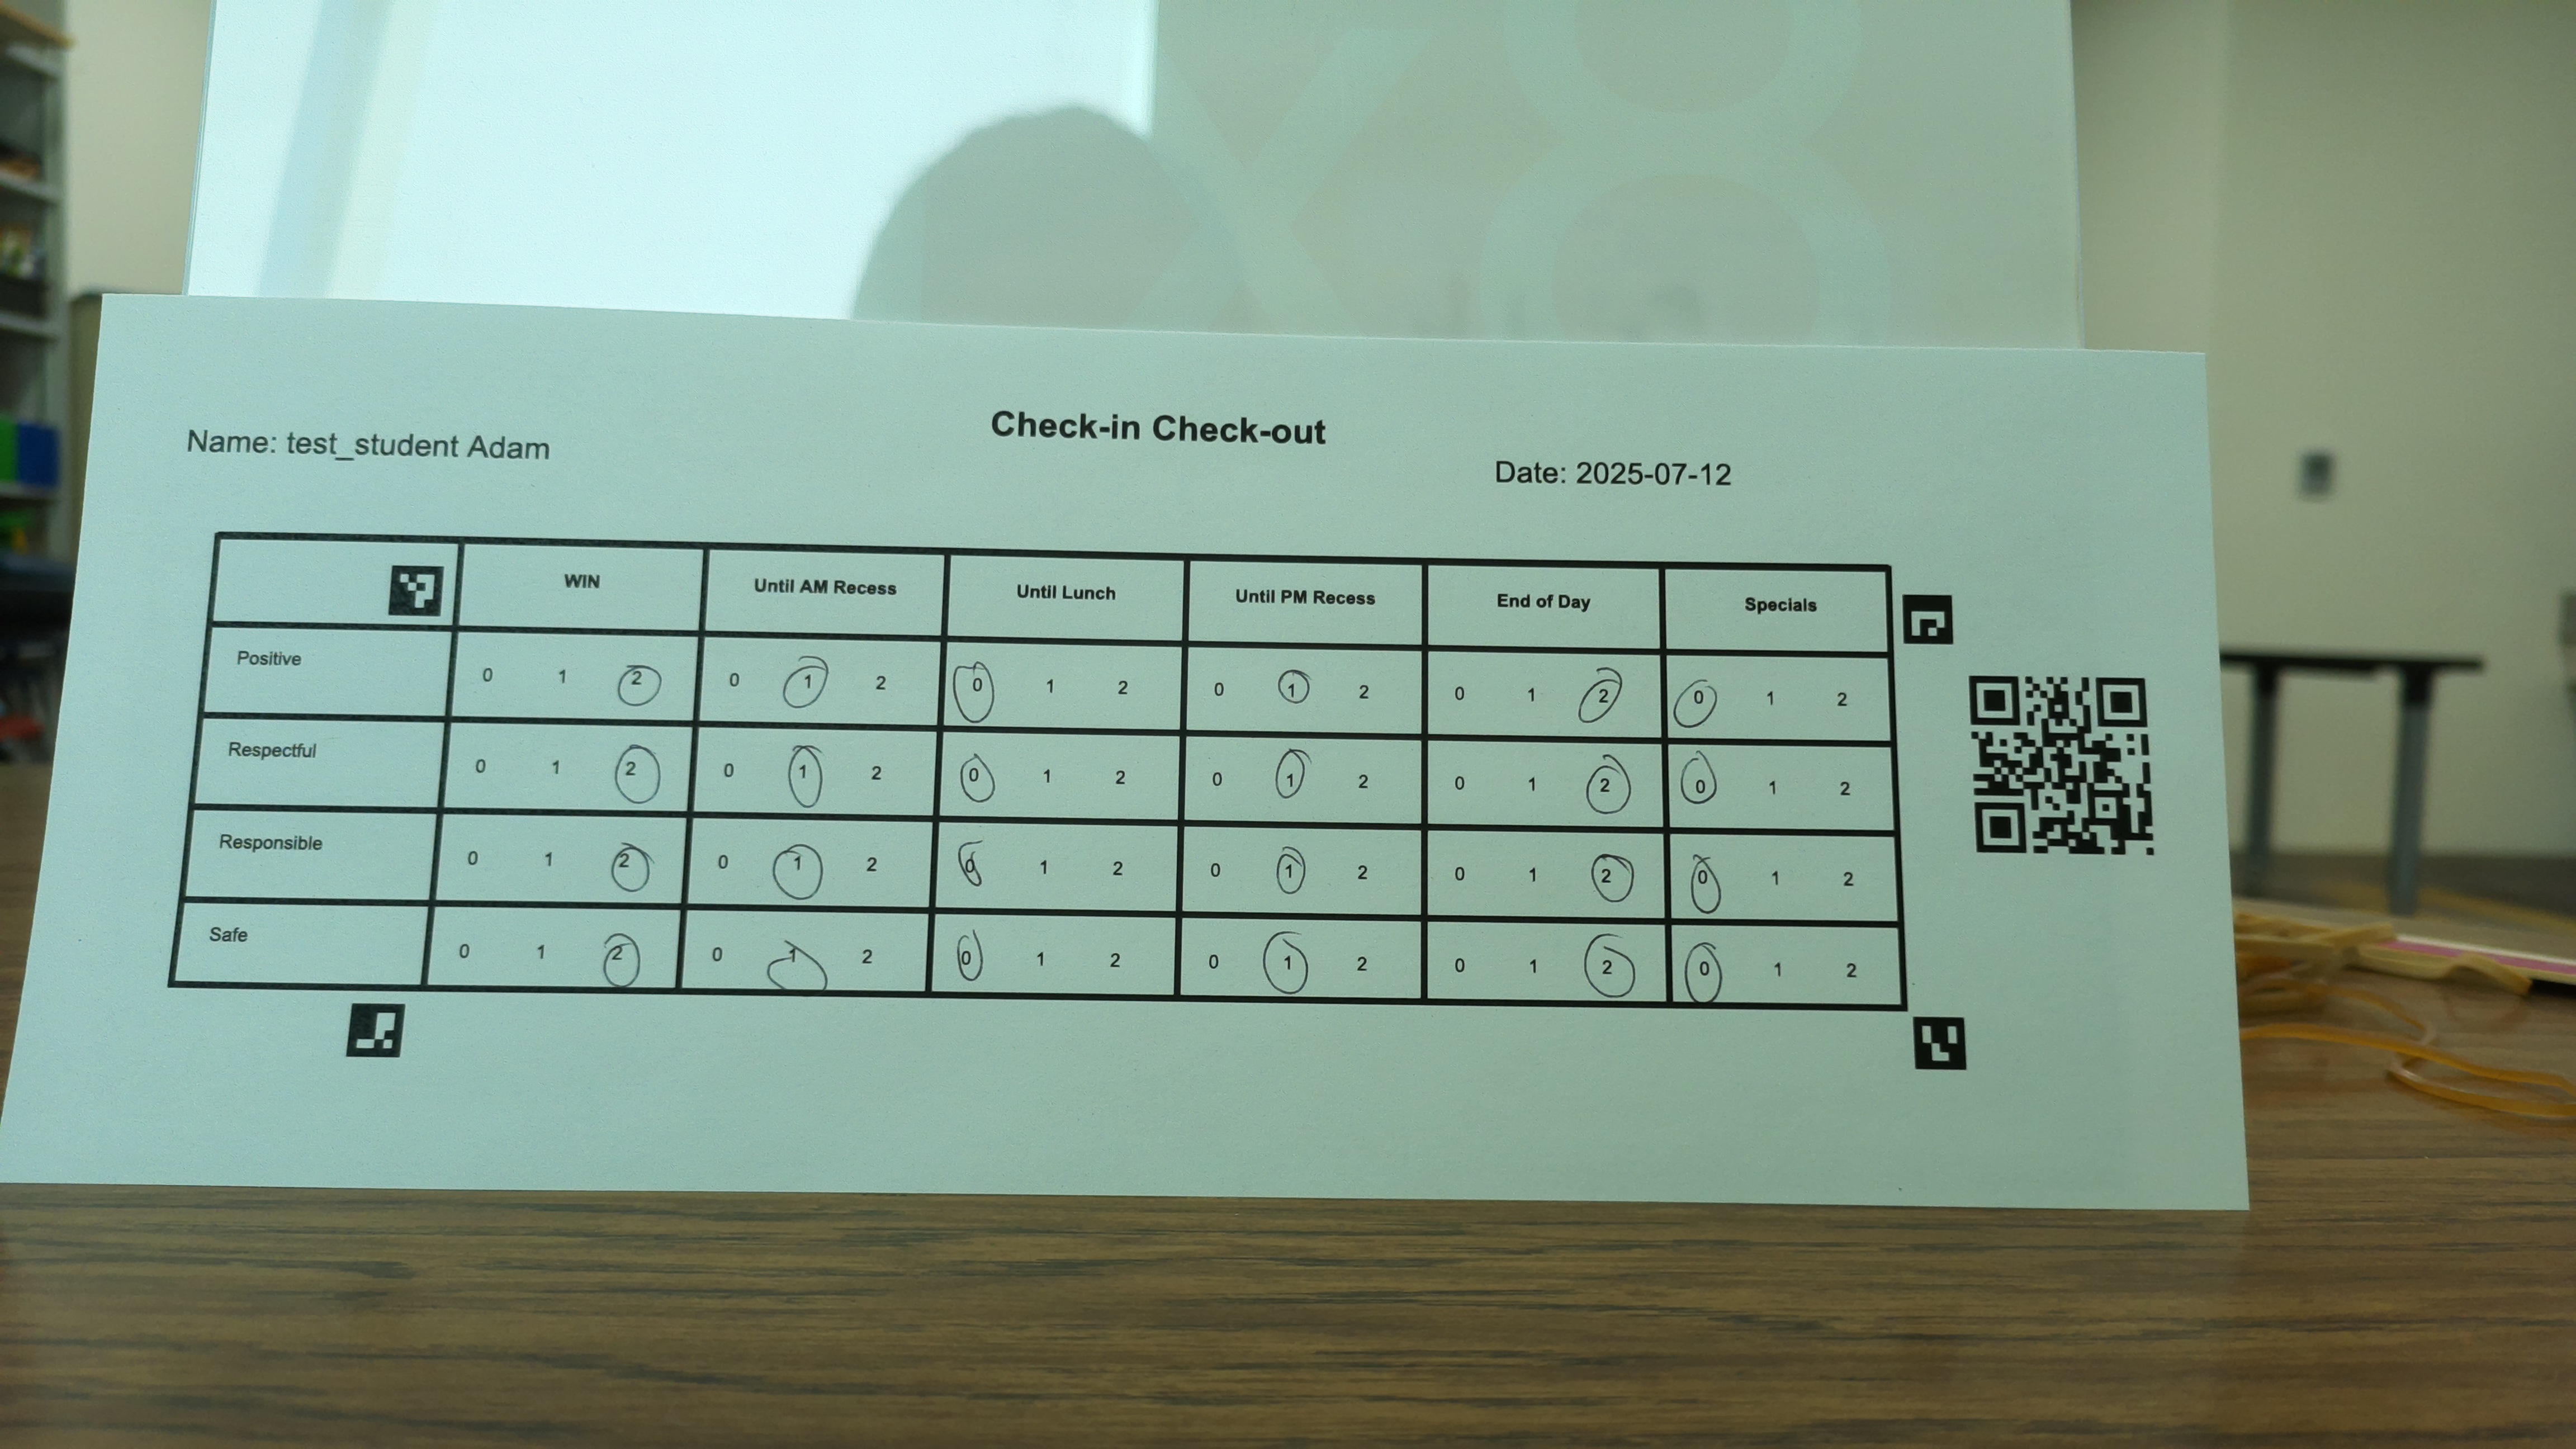 Check-in Check-out
Name: test_student Adam
Date: 2025-07-12
WIN Until AM Recess Until Lunch Until PM Recess End of Day Specials
Positive 0 1 2 0 1 2 0 1 2 0 1 2 0 1 2 0 1 2
Respectful 0 1 2 0 1 2 0 1 2 0 1 2 0 1 2 0 1 2
Responsible 0 1 2 0 1 2 0 1 2 0 1 2 0 1 2 0 1 2
Safe 0 1 2 0 1 2 0 1 2 0 1 2 0 1 2 0 1 2